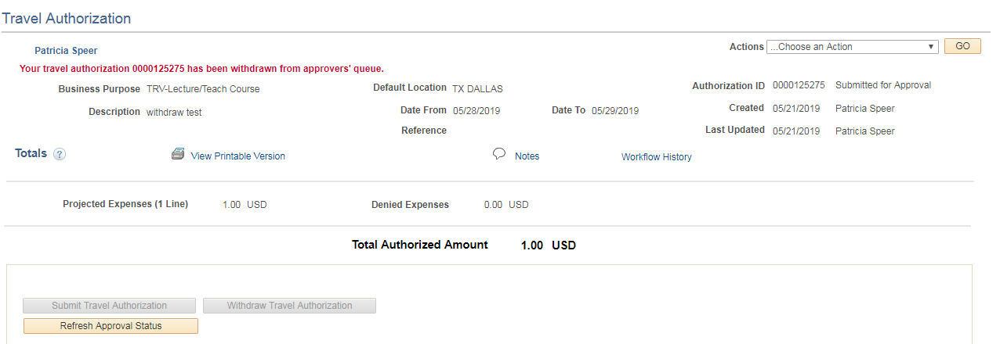 Travel Authorization
Patricia Speer
Actions ...Choose an Action GO
Your travel authorization 0000125275 has been withdrawn from approvers' queue.
Business Purpose TRV-Lecture/Teach Course Default Location TX DALLAS Authorization ID 0000125275 Submitted for Approval
Description withdraw test Date From 05/28/2019 Date To 05/29/2019 Created 05/21/2019 Patricia Speer
Reference Last Updated 05/21/2019 Patricia Speer
Totals ? View Printable Version Notes Workflow History
Projected Expenses (1 Line) 1.00 USD Denied Expenses 0.00 USD
Total Authorized Amount 1.00 USD
Submit Travel Authorization Withdraw Travel Authorization
Refresh Approval Status